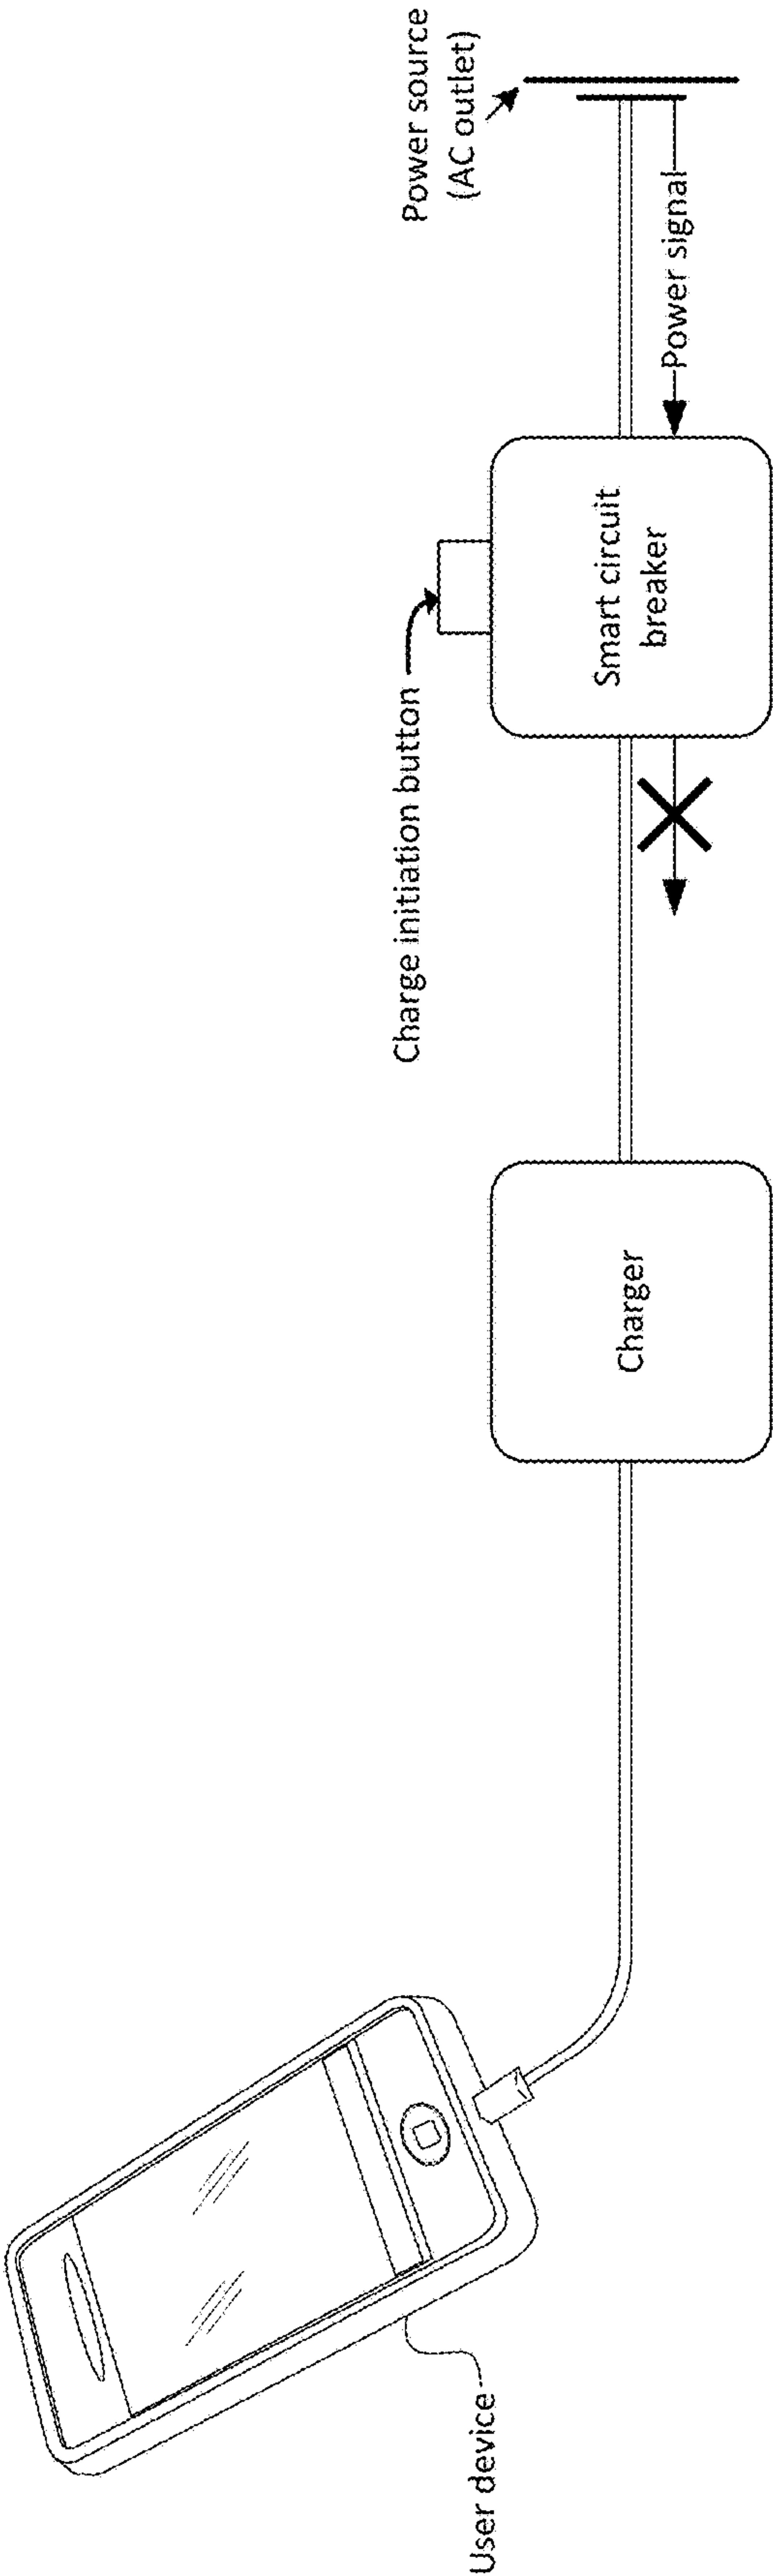 User device
Charger
Charge initiation button
Smart circuit
breaker
Power signal
Power source
(AC outlet)